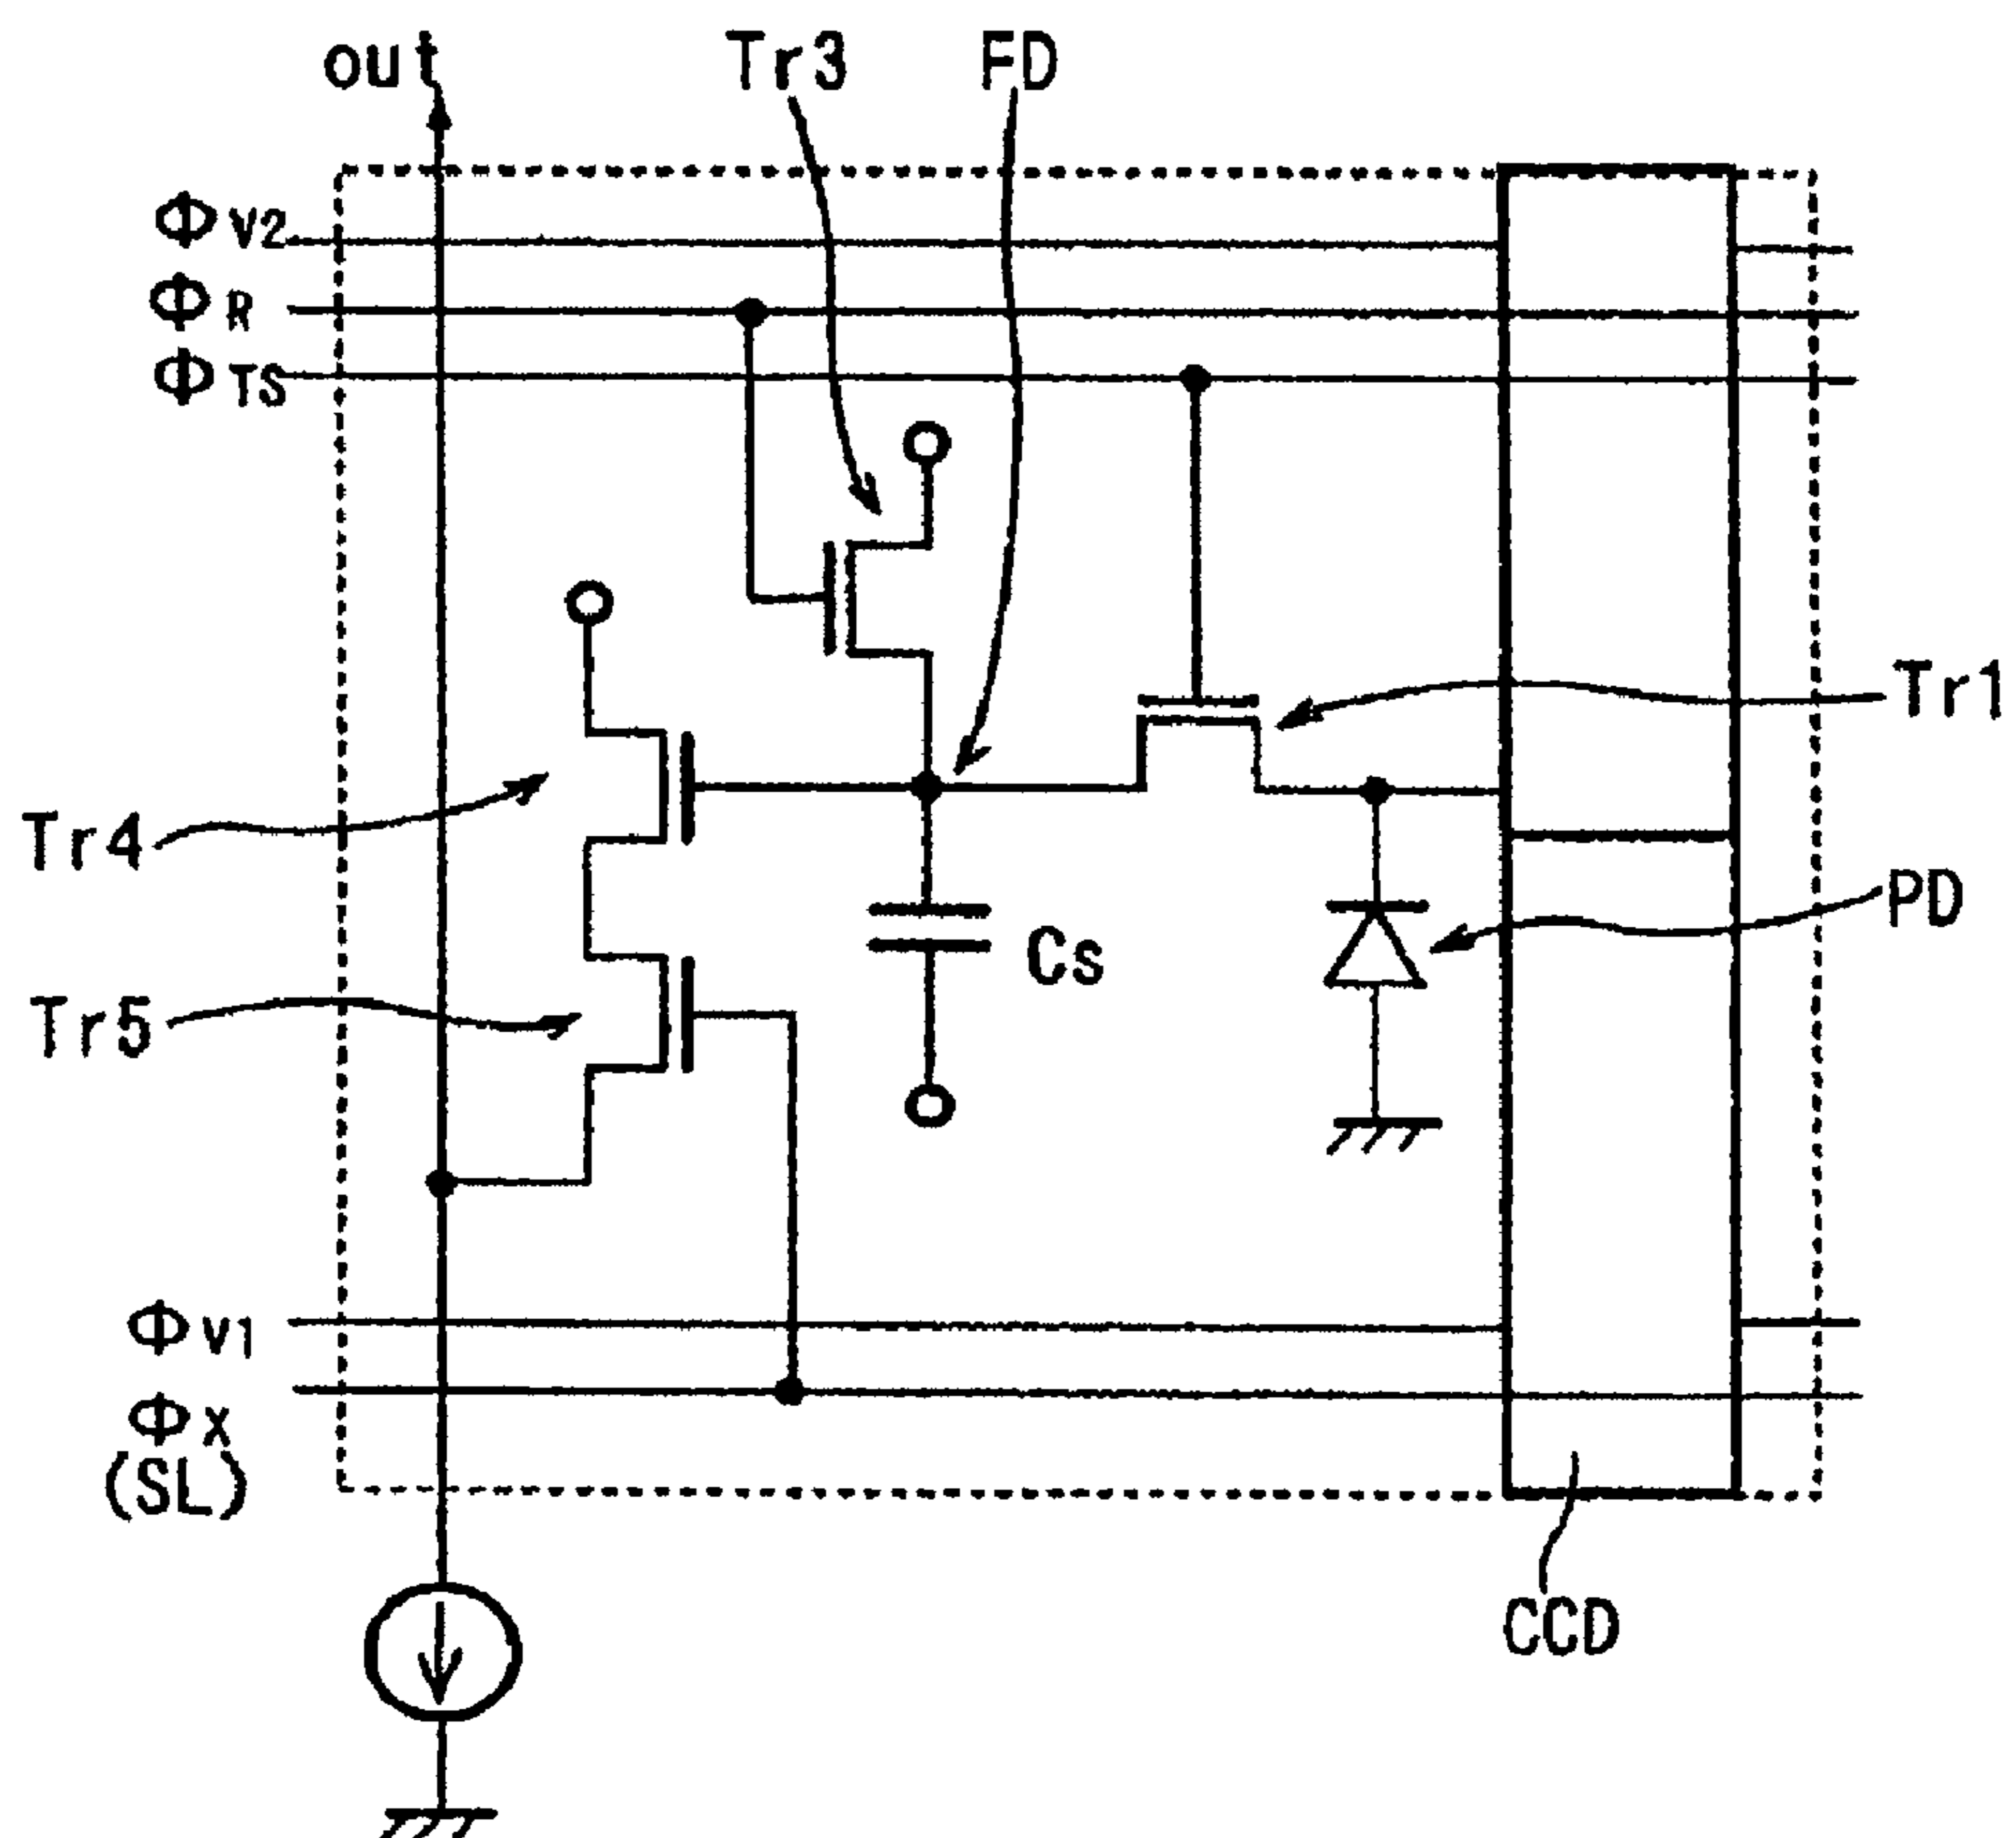 out
Tr3
FD
ΦV2
ΦR
ΦTS
Tr1
Tr4
PD
Cs
Tr5
ΦV1
ΦX
(SL)
CCD